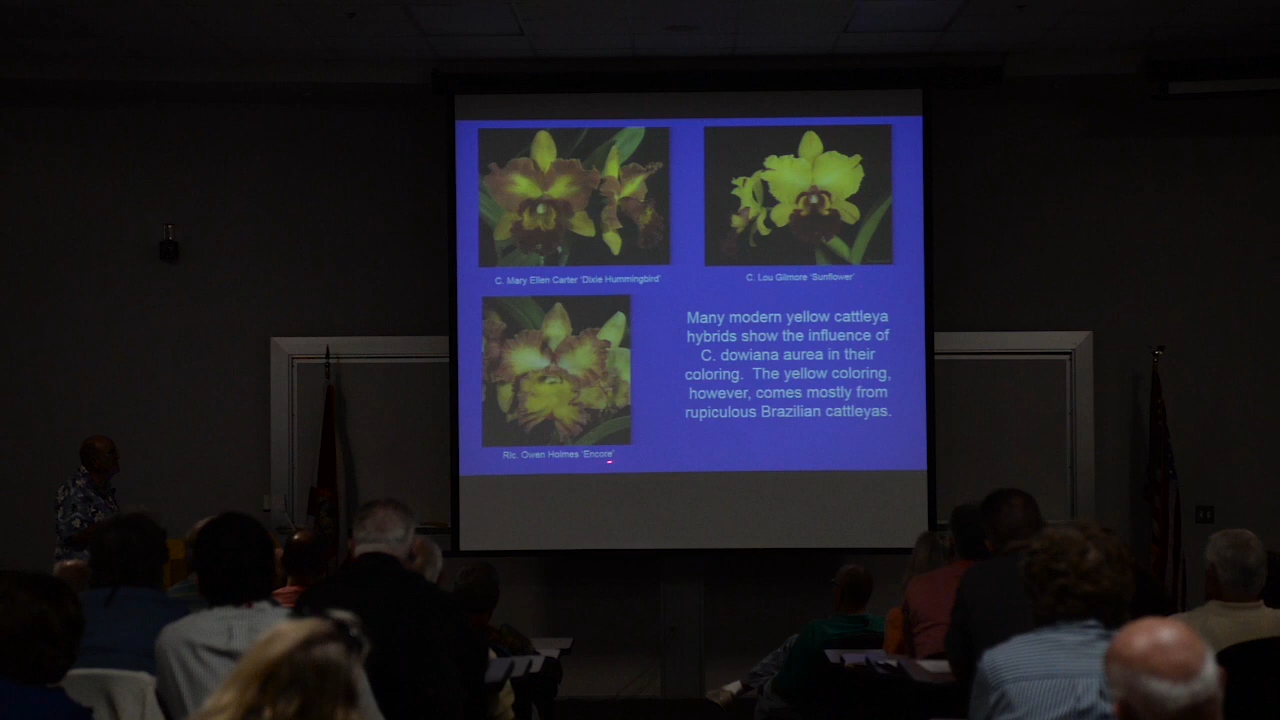 C. Mary Ellen Carter 'Dixie Hummingbird'
C. Lou Gilmore 'Sunflower'
Many modern yellow cattleya
hybrids show the influence of
C. dowiana aurea in their
coloring. The yellow coloring,
however, comes mostly from
rupiculous Brazilian cattleyas.
Rlc. Owen Holmes 'Encore'